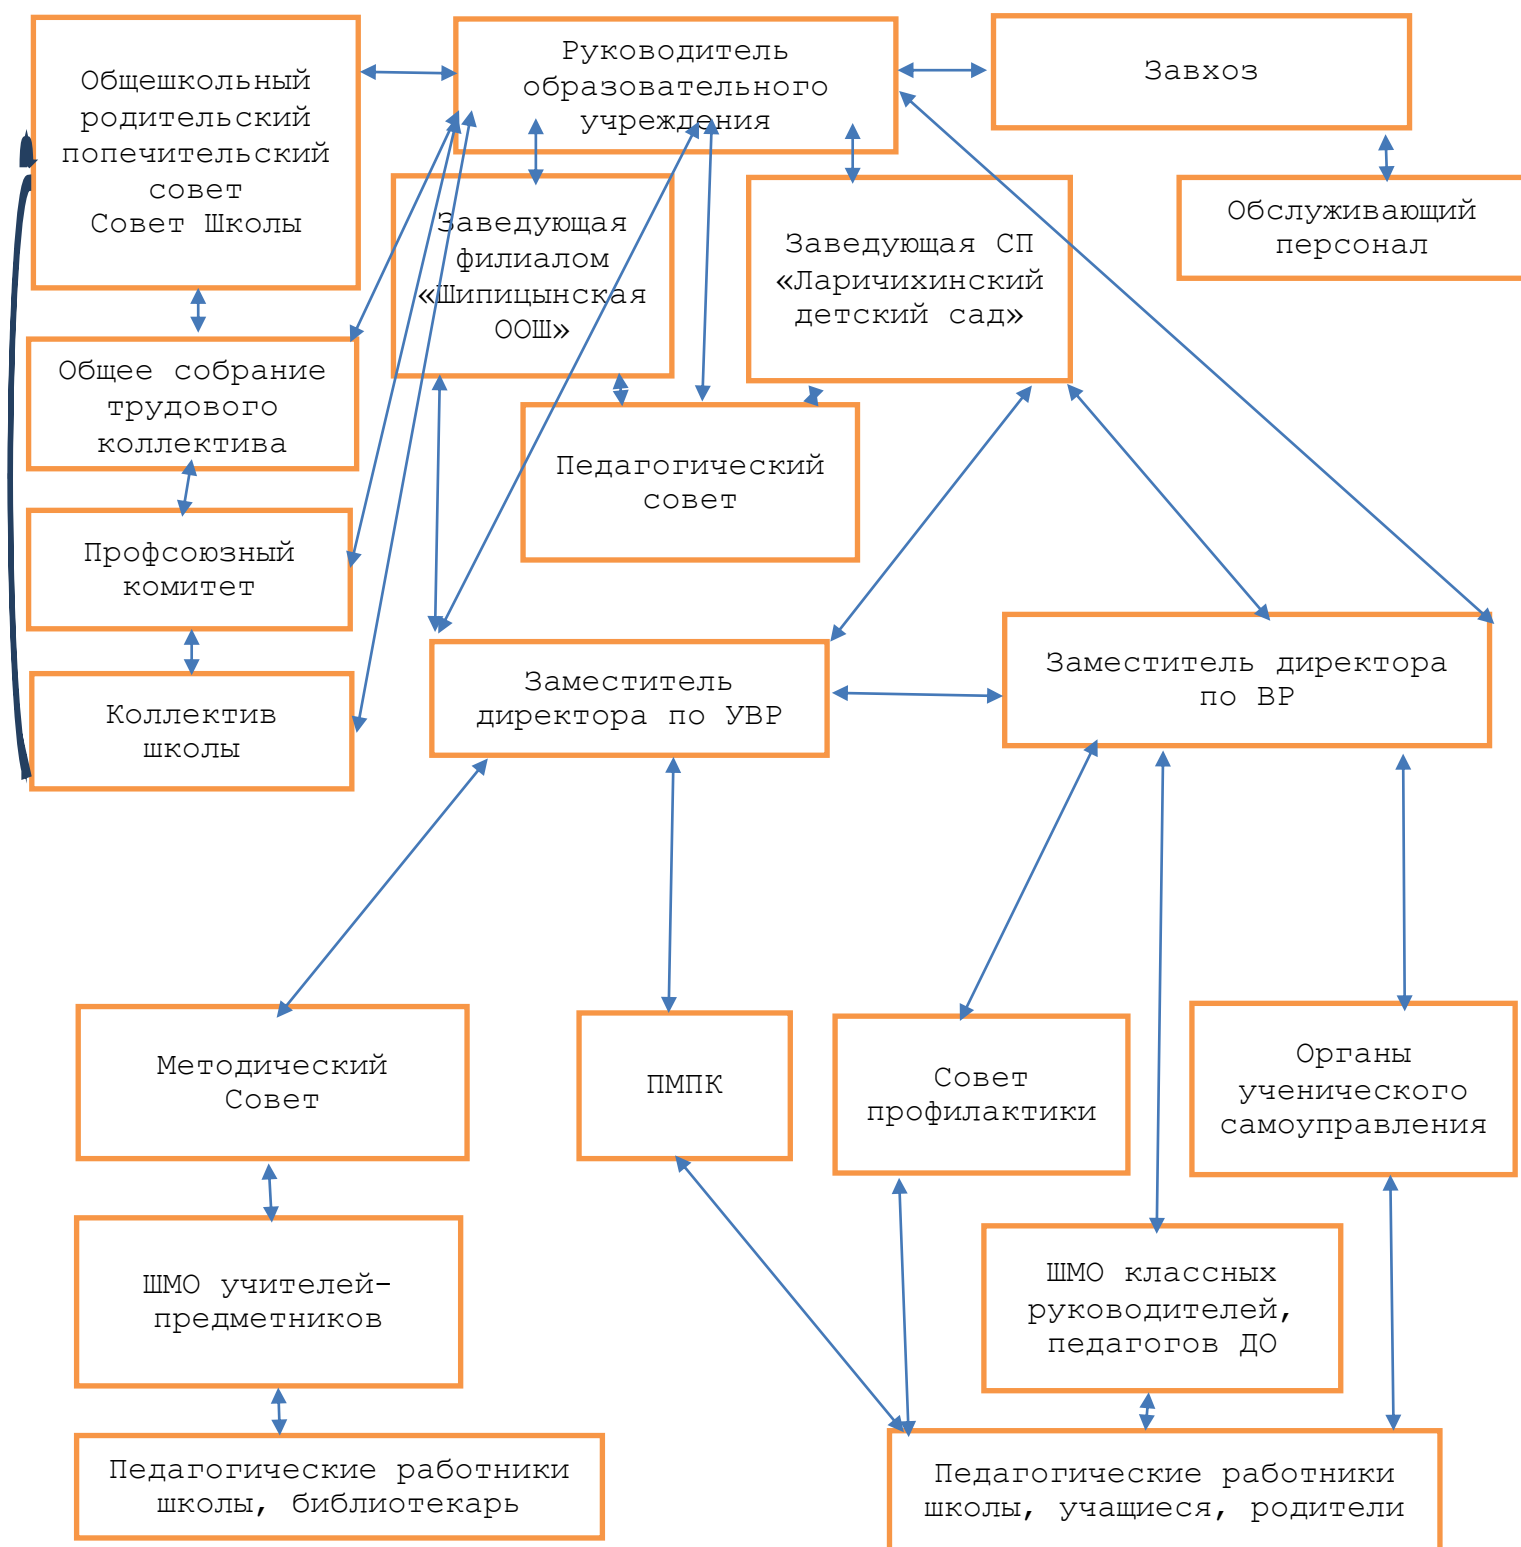 Общешкольный
родительский
попечительский
совет
Совет Школы
Руководитель
образовательного
учреждения
Завхоз
Обслуживающий
персонал
Заведующая
филиалом
«Шипицынская
ООШ»
Заведующая СП
«Ларичихинский
детский сад»
Общее собрание
трудового
коллектива
Педагогический
совет
Профсоюзный
комитет
Коллектив
школы
Заместитель
директора по УВР
Заместитель директора
по ВР
Методический
Совет
ПМПК
Совет
профилактики
Органы
ученического
самоуправления
ШМО учителей-
предметников
ШМО классных
руководителей,
педагогов ДО
Педагогические работники
школы, библиотекарь
Педагогические работники
школы, учащиеся, родители